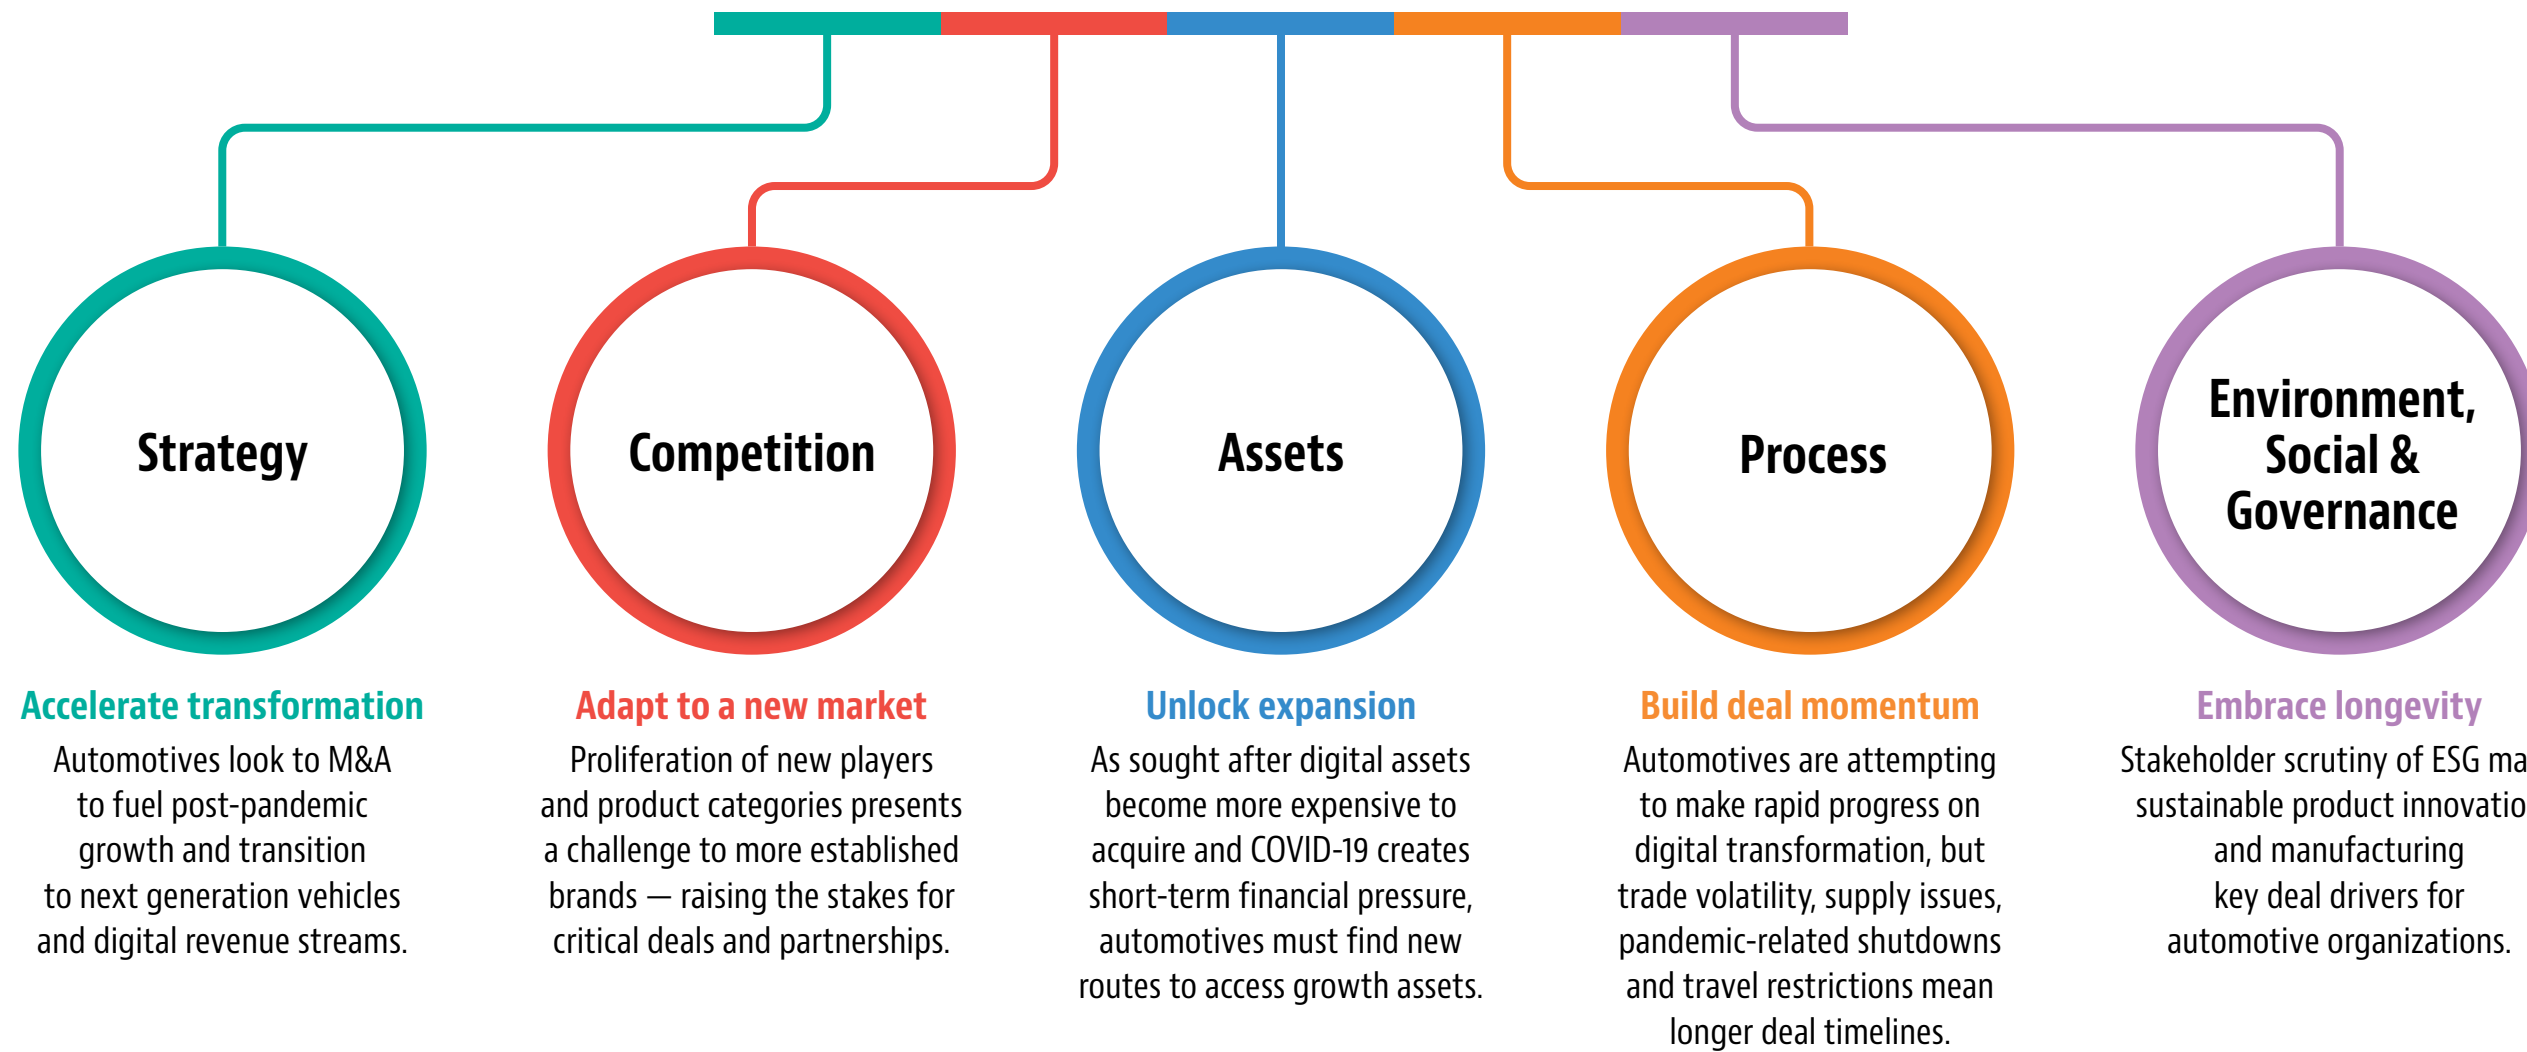 Strategy
Accelerate transformation
Automotives look to M&A
to fuel post-pandemic
growth and transition
to next generation vehicles
and digital revenue streams.
Competition
Adapt to a new market
Proliferation of new players
and product categories presents
a challenge to more established
brands — raising the stakes for
critical deals and partnerships.
Assets
Unlock expansion
As sought after digital assets
become more expensive to
acquire and COVID-19 creates
short-term financial pressure,
automotives must find new
routes to access growth assets.
Process
Build deal momentum
Automotives are attempting
to make rapid progress on
digital transformation, but
trade volatility, supply issues,
pandemic-related shutdowns
and travel restrictions mean
longer deal timelines.
Environment,
Social &
Governance
Embrace longevity
Stakeholder scrutiny of ESG
sustainable product
and manufacturing
key deal drivers for
automotive organizations.